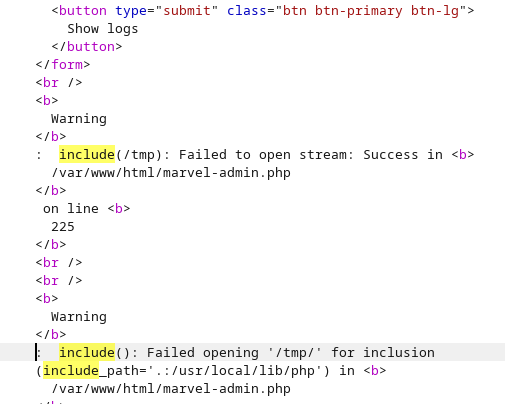 <button type="submit" class="btn btn-primary btn-lg">
Show logs
</button>
</form>
<br />
<b>
Warning
</b>
:  include(/tmp): Failed to open stream: Success in <b>
/var/www/html/marvel-admin.php
</b>
on line <b>
225
</b>
<br />
<br />
<b>
Warning
</b>
:  include(): Failed opening '/tmp/' for inclusion
(include_path='.:/usr/local/lib/php') in <b>
/var/www/html/marvel-admin.php